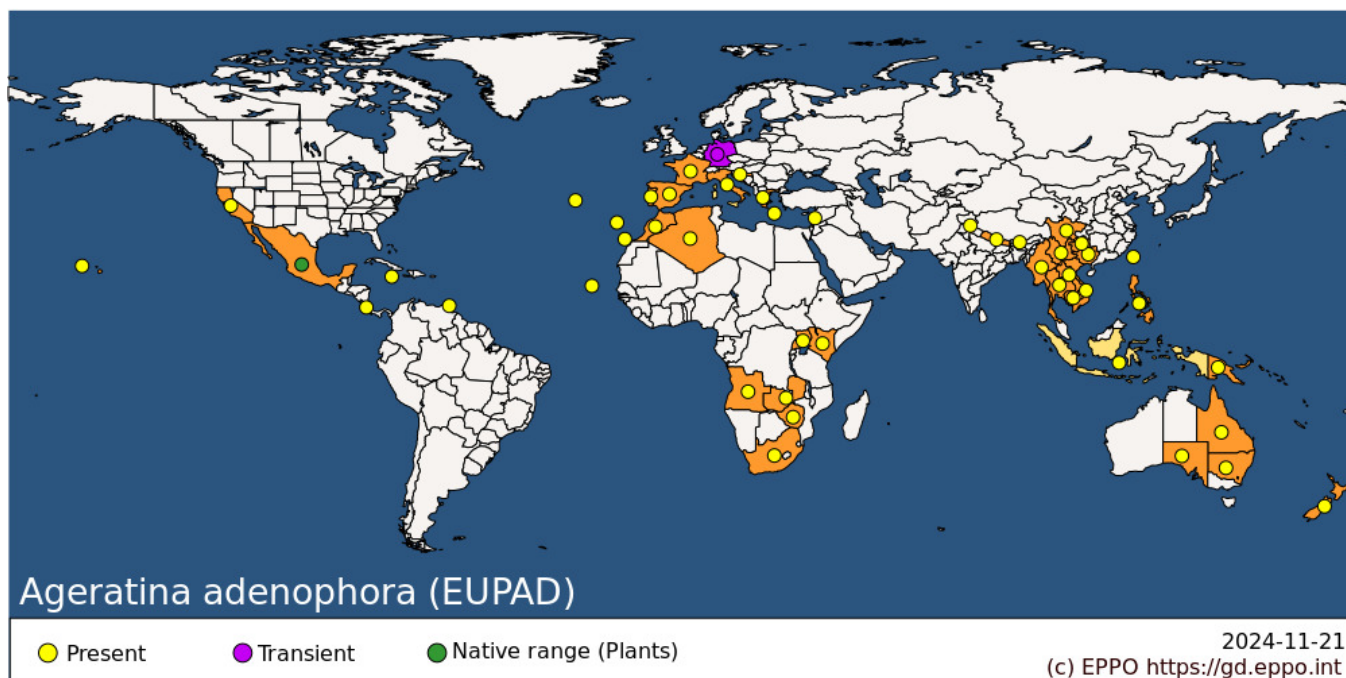 Ageratina adenophora (EUPAD)
Present
Transient
Native range (Plants)
2024-11-21
(c) EPPO https://gd.eppo.int